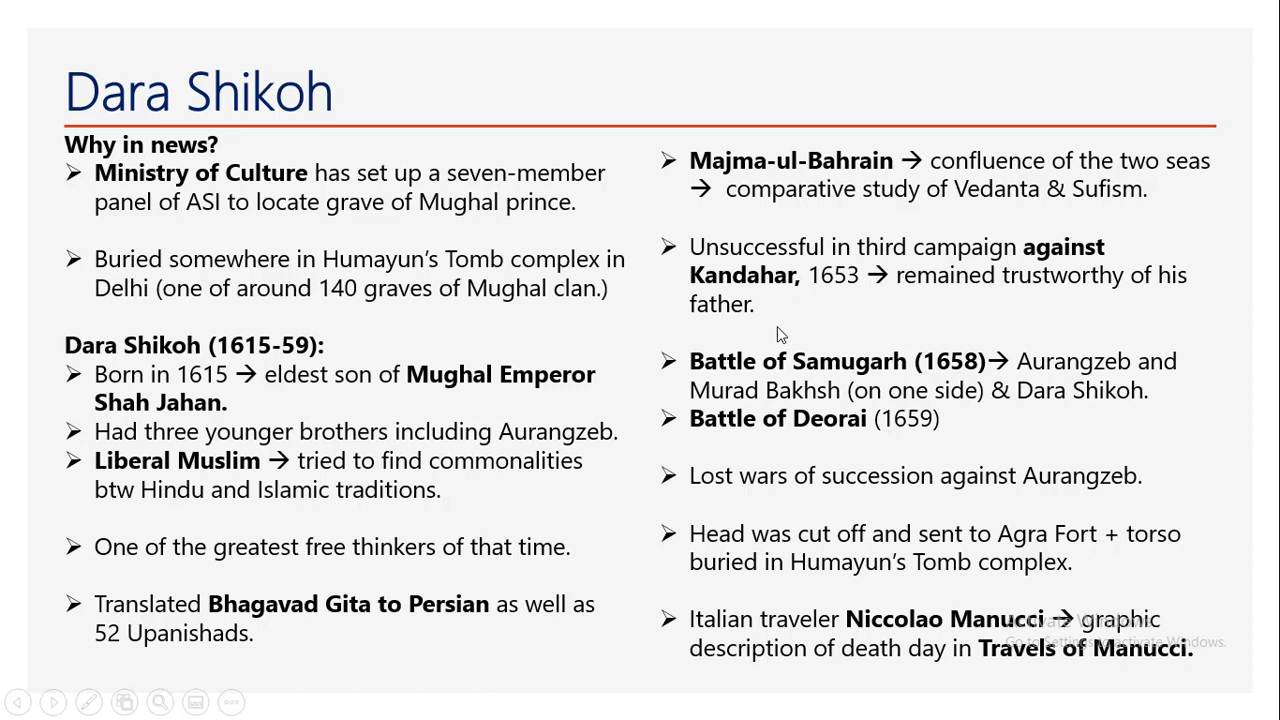 Dara Shikoh
Why in news?
➢ Ministry of Culture has set up a seven-member
panel of ASI to locate grave of Mughal prince.
➢ Buried somewhere in Humayun’s Tomb complex in
Delhi (one of around 140 graves of Mughal clan.)
Dara Shikoh (1615-59):
➢ Born in 1615 → eldest son of Mughal Emperor
Shah Jahan.
➢ Had three younger brothers including Aurangzeb.
➢ Liberal Muslim → tried to find commonalities
btw Hindu and Islamic traditions.
➢ One of the greatest free thinkers of that time.
➢ Translated Bhagavad Gita to Persian as well as
52 Upanishads.
➢ Majma-ul-Bahrain → confluence of the two seas
→ comparative study of Vedanta & Sufism.
➢ Unsuccessful in third campaign against
Kandahar, 1653 → remained trustworthy of his
father.
➢ Battle of Samugarh (1658)→ Aurangzeb and
Murad Bakhsh (on one side) & Dara Shikoh.
➢ Battle of Deorai (1659)
➢ Lost wars of succession against Aurangzeb.
➢ Head was cut off and sent to Agra Fort + torso
buried in Humayun’s Tomb complex.
➢ Italian traveler Niccolao Manucci → graphic
description of death day in Travels of Manucci.
Activate Windows
Go to Settings to activate Windows.